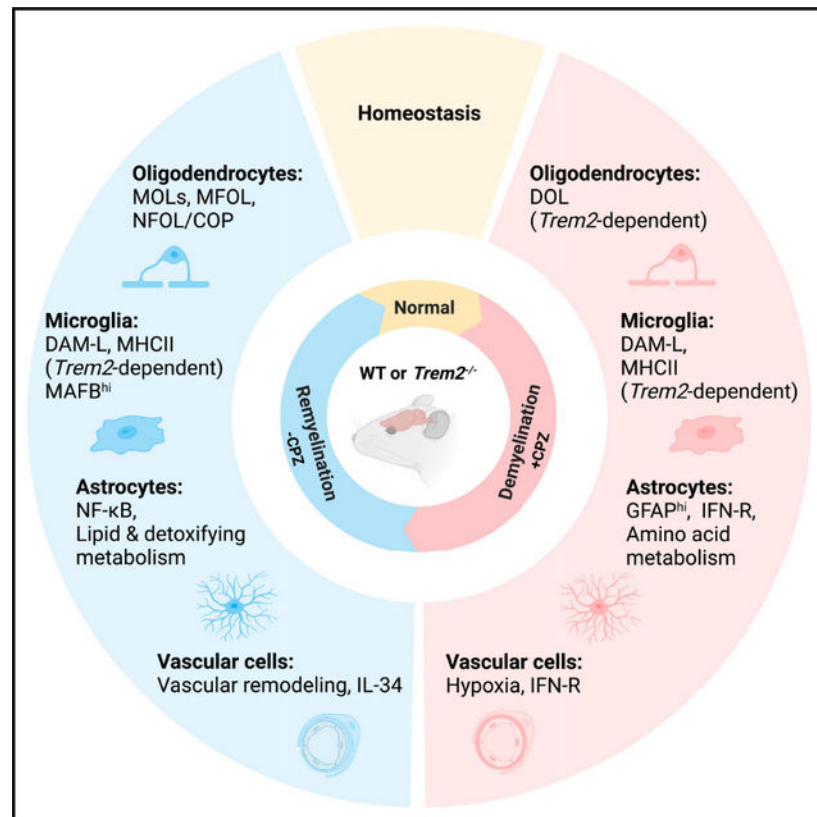 Homeostasis
Oligodendrocytes:
MOLs, MFOL,
NFOL/COP
Microglia:
DAM-L, MHCII
(Trem2-dependent)
MAFBʰⁱ
Astrocytes:
NF-κB,
Lipid & detoxifying
metabolism
Vascular cells:
Vascular remodeling, IL-34
Normal
WT or Trem2⁻/⁻
Remyelination
-CPZ
Demyelination
+CPZ
Oligodendrocytes:
DOL
(Trem2-dependent)
Microglia:
DAM-L,
MHCII
(Trem2-dependent)
Astrocytes:
GFAPʰⁱ, IFN-R,
Amino acid
metabolism
Vascular cells:
Hypoxia, IFN-R